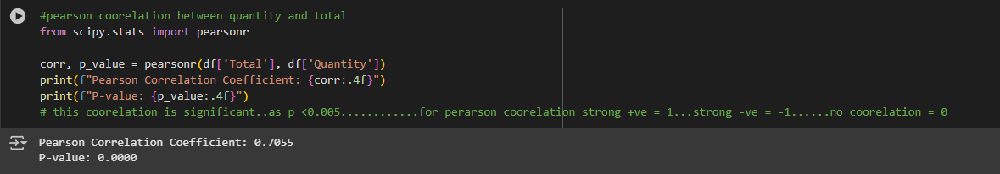 #pearson coorelation between quantity and total
from scipy.stats import pearsonr
corr, p_value = pearsonr(df['Total'], df['Quantity'])
print(f"Pearson Correlation Coefficient: {corr:.4f}")
print(f"P-value: {p_value:.4f}")
# this coorelation is significant..as p <0.005............for perarson coorelation strong +ve = 1...strong -ve = -1......no coorelation = 0
Pearson Correlation Coefficient: 0.7055
P-value: 0.0000